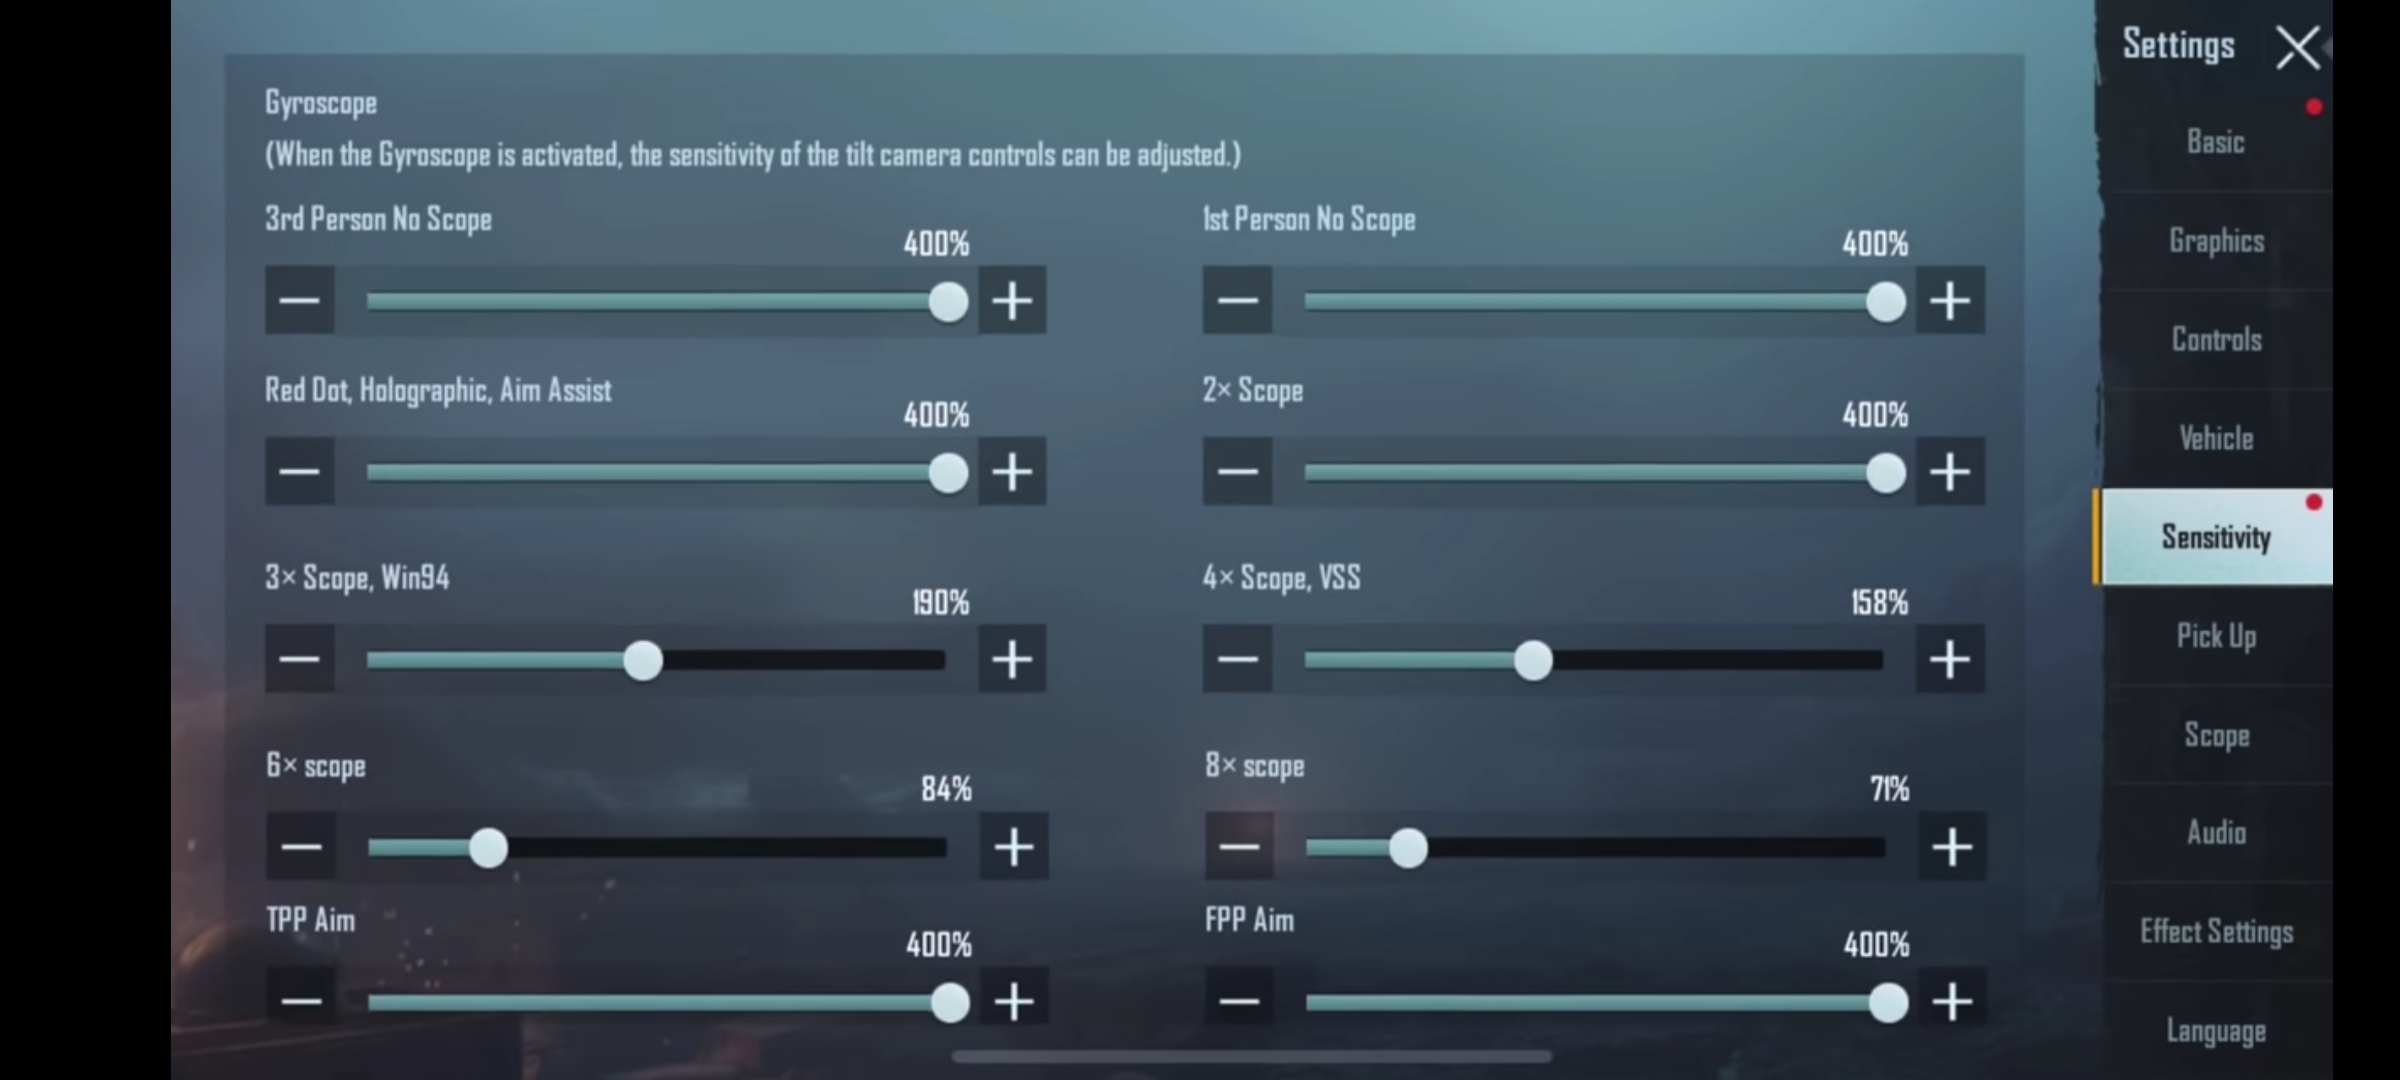 Gyroscope
(When the Gyroscope is activated, the sensitivity of the tilt camera controls can be adjusted.)
3rd Person No Scope
400%
1st Person No Scope
400%
Red Dot, Holographic, Aim Assist
400%
2× Scope
400%
3× Scope, Win94
190%
4× Scope, VSS
158%
6× scope
84%
8× scope
71%
TPP Aim
400%
FPP Aim
400%
Settings
Basic
Graphics
Controls
Vehicle
Sensitivity
Pick Up
Scope
Audio
Effect Settings
Language